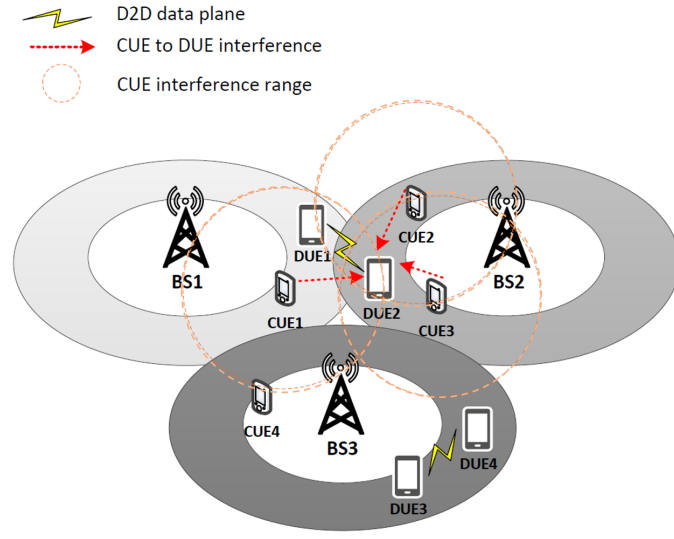 D2D data plane
CUE to DUE interference
CUE interference range
DUE1
CUE2
BS1
BS2
CUE1
DUE2
CUE3
CUE4
BS3
DUE4
DUE3